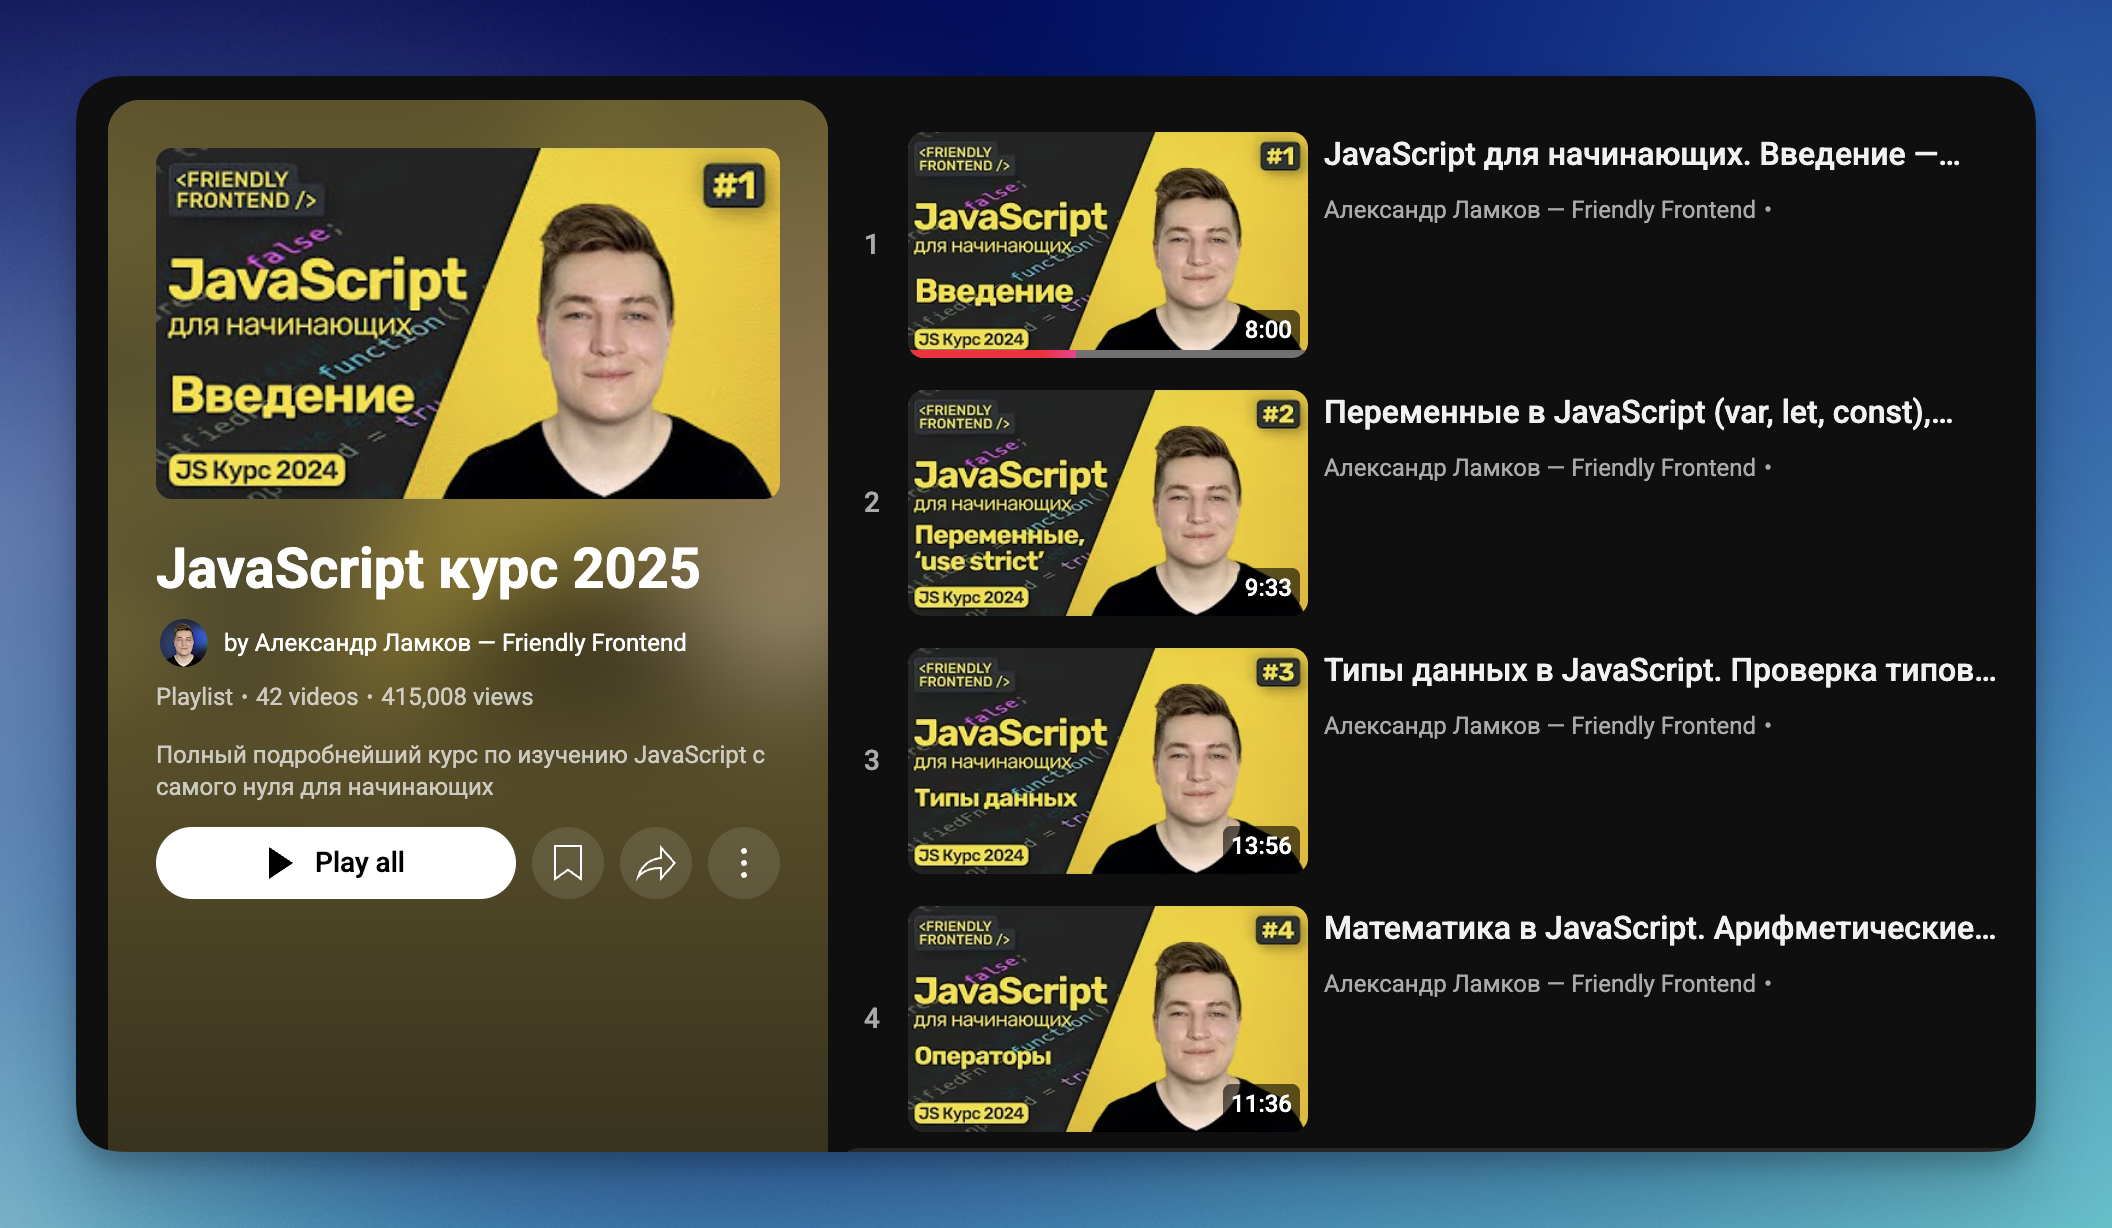 <FRIENDLY
FRONTEND />
#1
false;
JavaScript
для начинающих
function()
Введение
JS Курс 2024
JavaScript курс 2025
by Александр Ламков — Friendly Frontend
Playlist • 42 videos • 415,008 views
Полный подробнейший курс по изучению JavaScript с
самого нуля для начинающих
Play all
1
<FRIENDLY
FRONTEND />
#1
false;
JavaScript
для начинающих
function()
Введение
JS Курс 2024
8:00
JavaScript для начинающих. Введение —...
Александр Ламков — Friendly Frontend •
2
<FRIENDLY
FRONTEND />
#2
false;
JavaScript
для начинающих
Переменные,
‘use strict’
JS Курс 2024
9:33
Переменные в JavaScript (var, let, const),...
Александр Ламков — Friendly Frontend •
3
<FRIENDLY
FRONTEND />
#3
false;
JavaScript
для начинающих
Типы данных
JS Курс 2024
13:56
Типы данных в JavaScript. Проверка типов...
Александр Ламков — Friendly Frontend •
4
<FRIENDLY
FRONTEND />
#4
false;
JavaScript
для начинающих
function()
Операторы
JS Курс 2024
11:36
Математика в JavaScript. Арифметические...
Александр Ламков — Friendly Frontend •